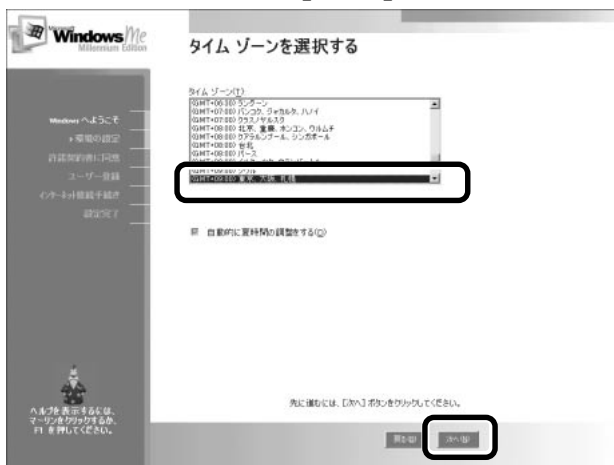 Microsoft
Windows Me
Millennium Edition
タイム ゾーンを選択する
Windows へようこそ
環境の設定
許諾契約書に同意
ユーザー登録
インターネット接続手続き
設定完了
タイム ゾーン(T)
(GMT+06:30) ラングーン
(GMT+07:00) バンコク、ジャカルタ、ハノイ
(GMT+07:00) クラスノヤルスク
(GMT+08:00) 北京、重慶、ホンコン、ウルムチ
(GMT+08:00) クアラルンプール、シンガポール
(GMT+08:00) 台北
(GMT+08:00) パース
(GMT+09:00) ソウル
(GMT+09:00) 東京、大阪、札幌
自動的に夏時間の調整をする(D)
ヘルプを表示するには、
マーリンをクリックするか、
F1 を押してください。
先に進むには、[次へ] ボタンをクリックしてください。
戻る(B)
次へ(N)